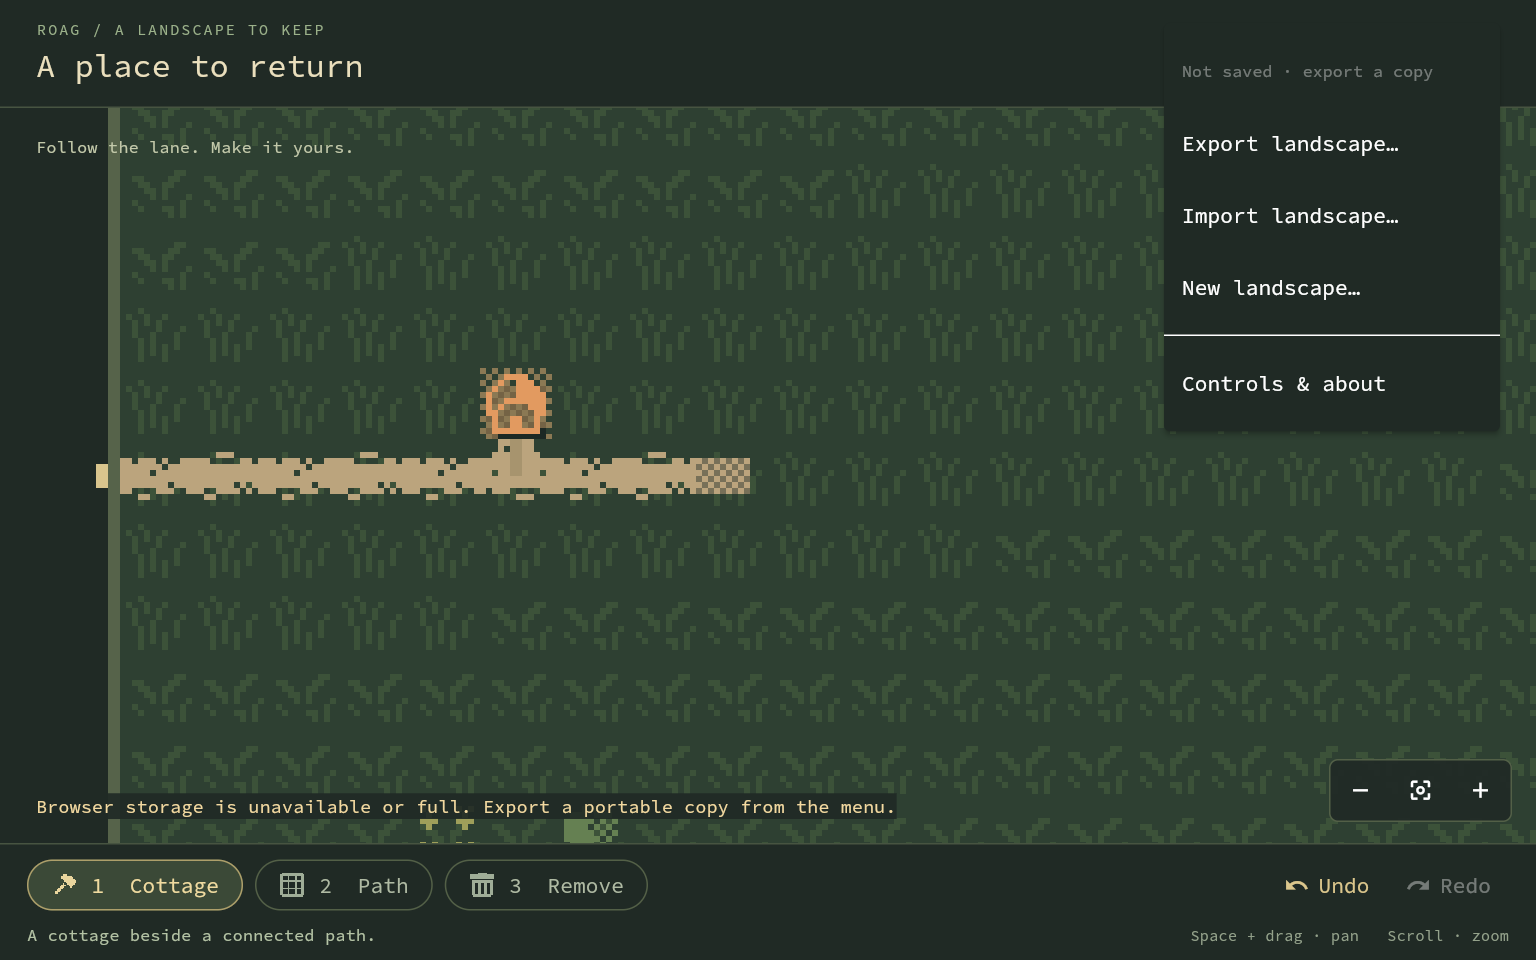 ROAG / A LANDSCAPE TO KEEP
A place to return
Not saved · export a copy
Export landscape…
Import landscape…
New landscape…
Controls & about
Follow the lane. Make it yours.
Browser storage is unavailable or full. Export a portable copy from the menu.
1 Cottage
2 Path
3 Remove
Undo
Redo
A cottage beside a connected path.
Space + drag · pan
Scroll · zoom